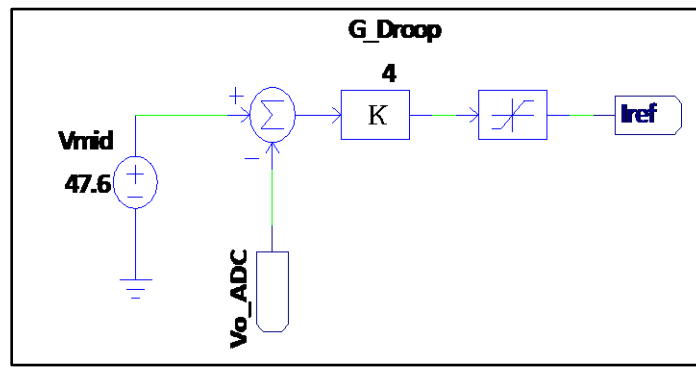 G_Droop
4
+
Σ
K
Iref
Vmid
47.6
+
−
−
Vo_ADC